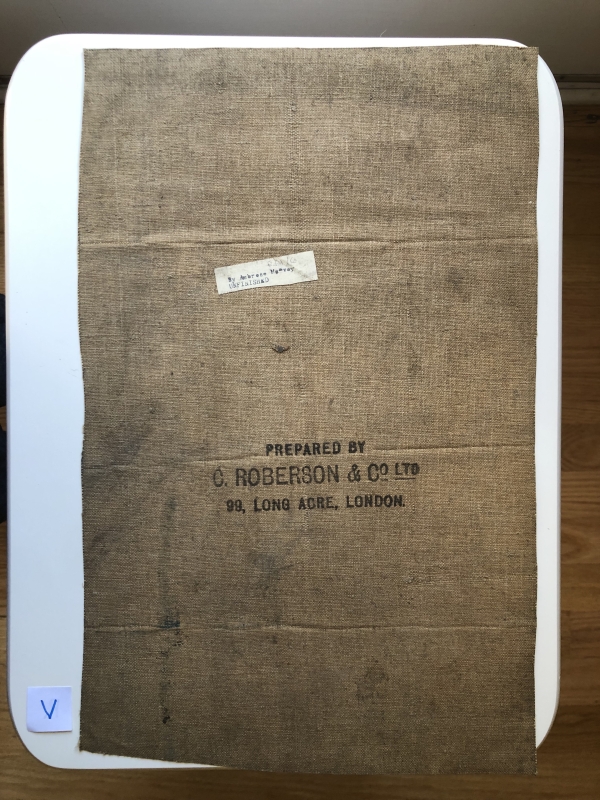 By Ambrose McEvoy
UNFINISHED
PREPARED BY
C. ROBERSON & Cº LTD
99, LONG ACRE, LONDON.
V